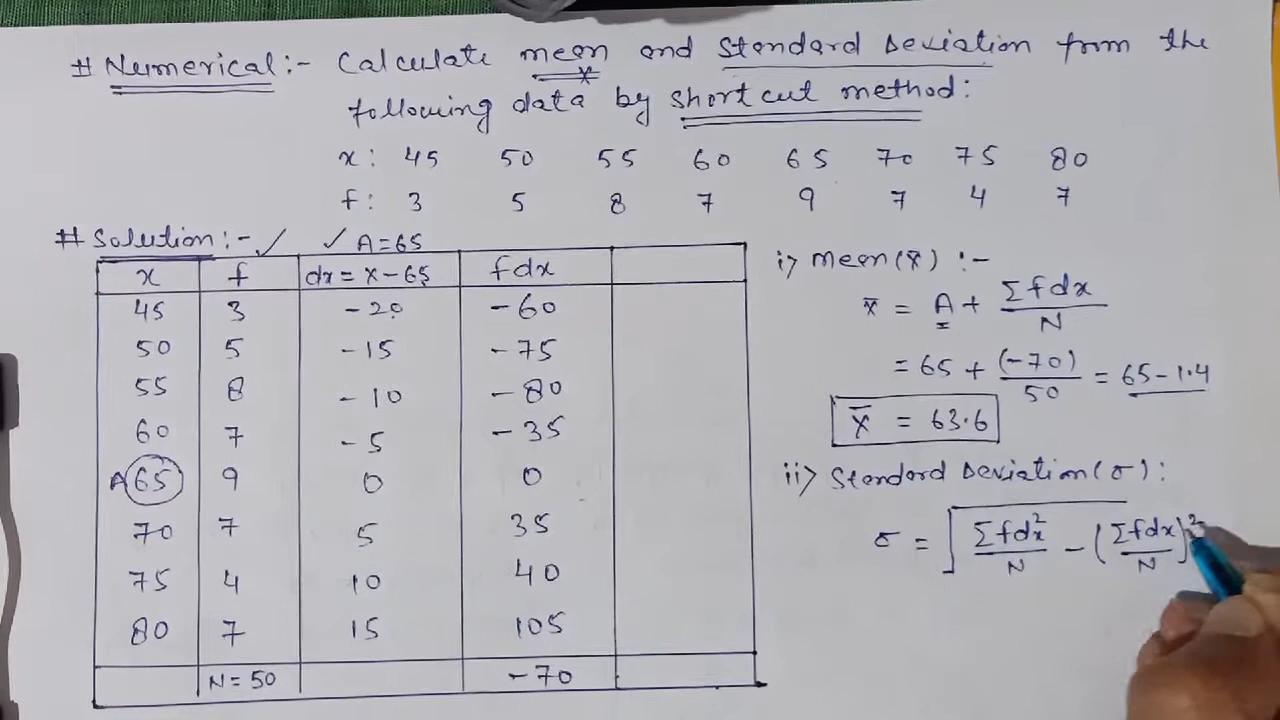 # Numerical:- Calculate mean and Standard Deviation from the
following data by shortcut method:
x: 45 50 55 60 65 70 75 80
f: 3 5 8 7 9 7 4 7
# Solution:- ✓ ✓ A=65
x f dx = x-65 fdx
45 3 -20 -60
50 5 -15 -75
55 8 -10 -80
60 7 -5 -35
A 65 9 0 0
70 7 5 35
75 4 10 40
80 7 15 105
N = 50 -70
i) Mean (x̄) :-
x̄ = A + Σfdx/N
= 65 + (-70)/50 = 65-1.4
x̄ = 63.6
ii) Standard Deviation (σ):
σ = √Σfdx²/N - (Σfdx/N)²